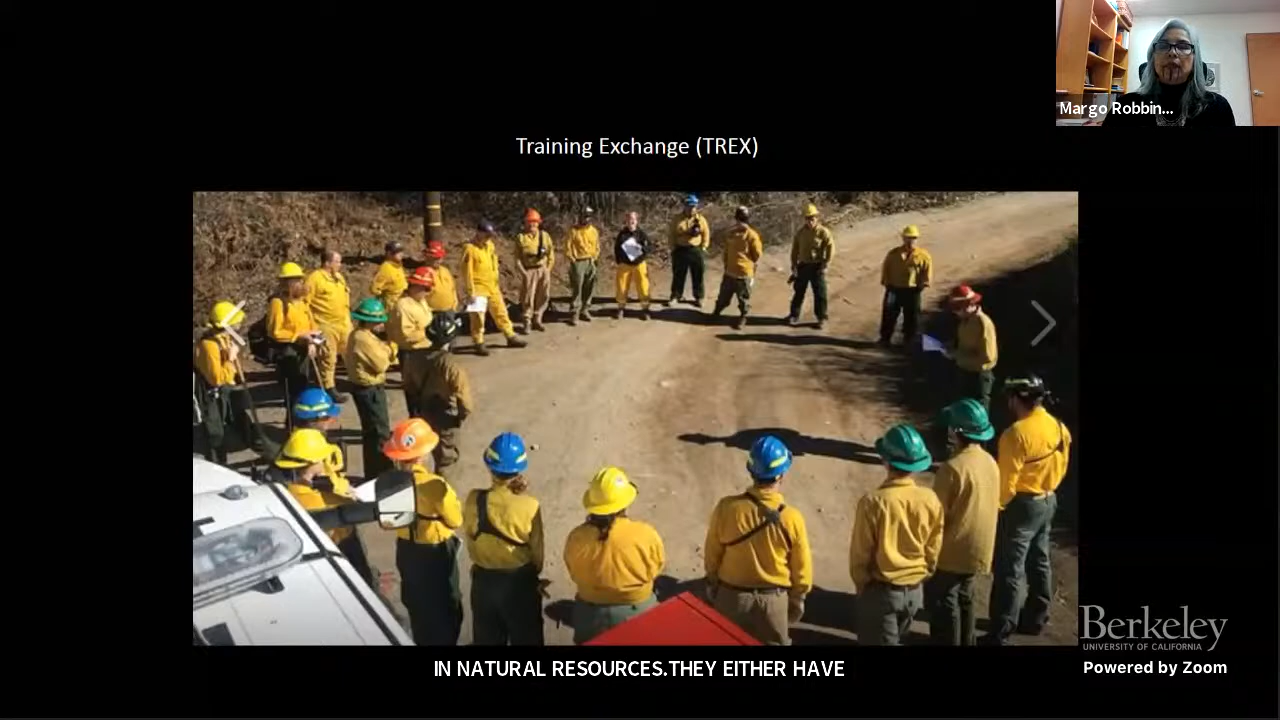 Margo Robbin...
Training Exchange (TREX)
Berkeley
UNIVERSITY OF CALIFORNIA
IN NATURAL RESOURCES.THEY EITHER HAVE
Powered by Zoom